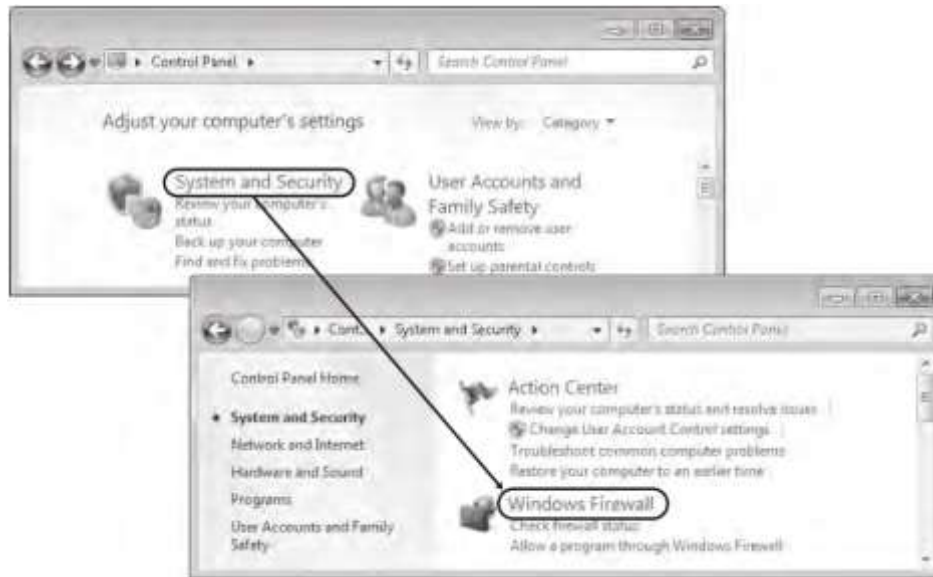 Control Panel
Search Control Panel
Adjust your computer's settings
View by: Category
System and Security
Review your computer's
status
Back up your computer
Find and fix problems
User Accounts and
Family Safety
Add or remove user
accounts
Set up parental controls
Cont... System and Security
Search Control Panel
Control Panel Home
System and Security
Network and Internet
Hardware and Sound
Programs
User Accounts and Family
Safety
Action Center
Review your computer's status and resolve issues
Change User Account Control settings
Troubleshoot common computer problems
Restore your computer to an earlier time
Windows Firewall
Check firewall status
Allow a program through Windows Firewall